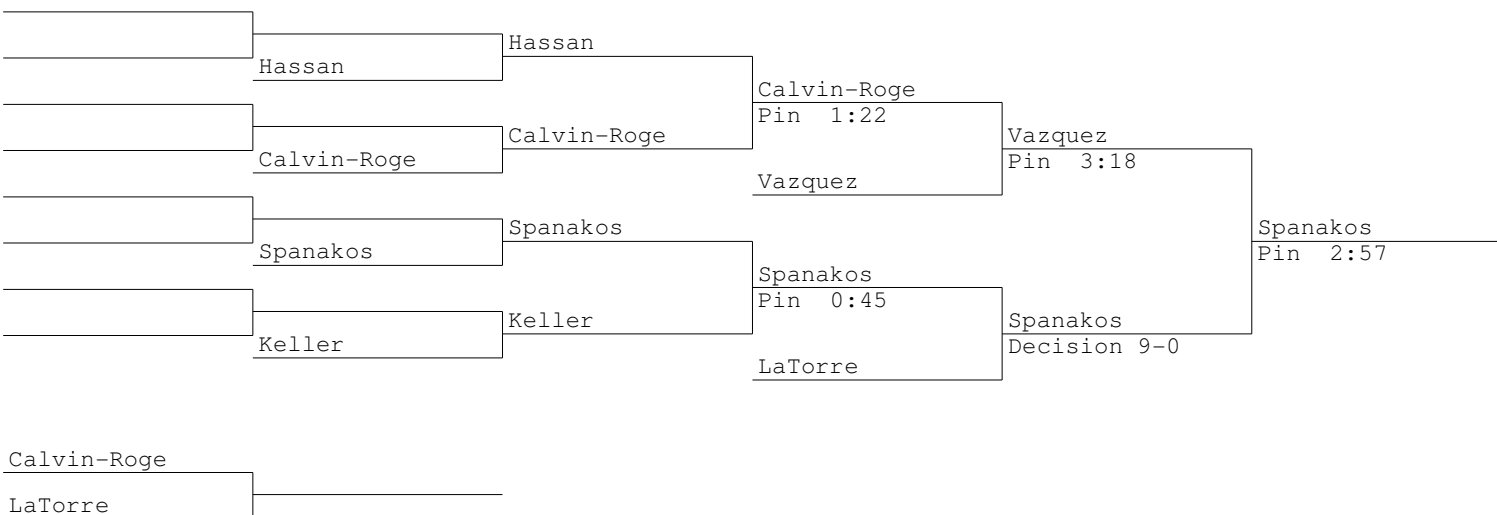 Hassan
Hassan
Calvin-Roge
Pin  1:22
Calvin-Roge
Vazquez
Calvin-Roge
Pin  3:18
Vazquez
Spanakos
Spanakos
Spanakos
Pin  2:57
Spanakos
Pin  0:45
Keller
Spanakos
Keller
Decision 9-0
LaTorre
Calvin-Roge
LaTorre